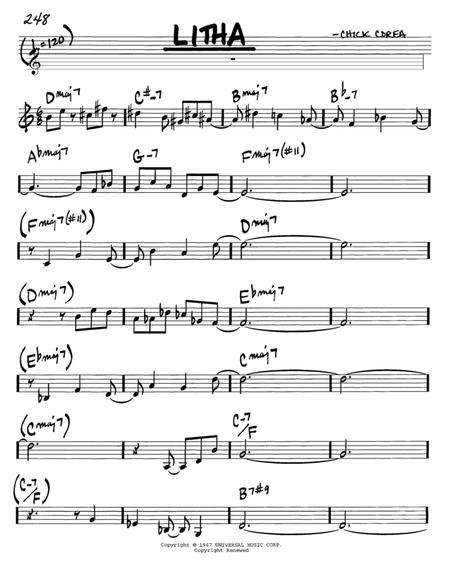 248
(♩.=120)
LITHA
-CHICK COREA
Dmaj7 C#-7 Bmaj7 Bb-7
Abmaj7 G-7 Fmaj7(#11)
(Fmaj7(#11)) Dmaj7
(Dmaj7) Ebmaj7
(Ebmaj7) Cmaj7
(Cmaj7) C-7/F
(C-7/F) B7#9
Copyright © 1967 UNIVERSAL MUSIC CORP.
Copyright Renewed